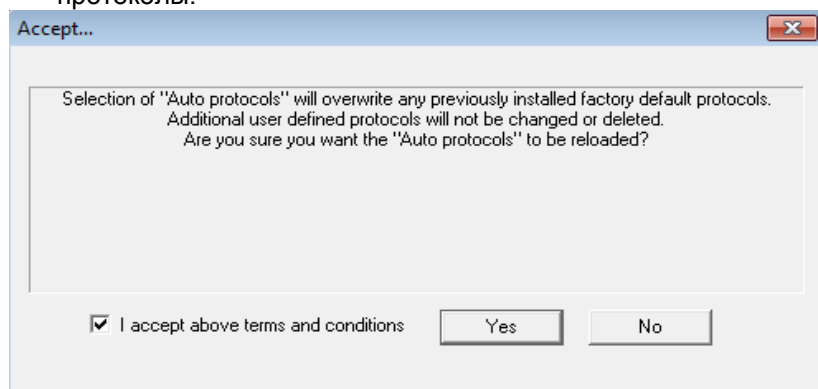 протоколы.
Accept...
Selection of "Auto protocols" will overwrite any previously installed factory default protocols.
Additional user defined protocols will not be changed or deleted.
Are you sure you want the "Auto protocols" to be reloaded?
I accept above terms and conditions
Yes
No